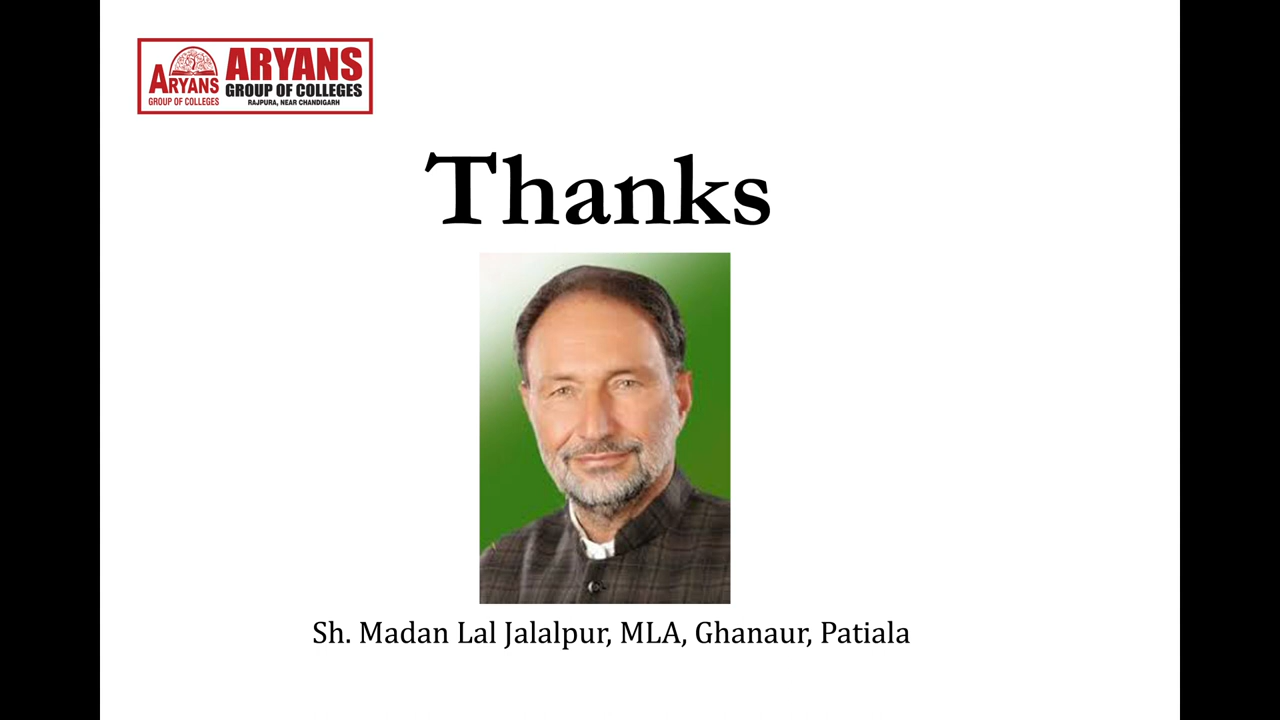 ARYANS
GROUP OF COLLEGES
ARYANS
GROUP OF COLLEGES
RAJPURA, NEAR CHANDIGARH
Thanks
Sh. Madan Lal Jalalpur, MLA, Ghanaur, Patiala